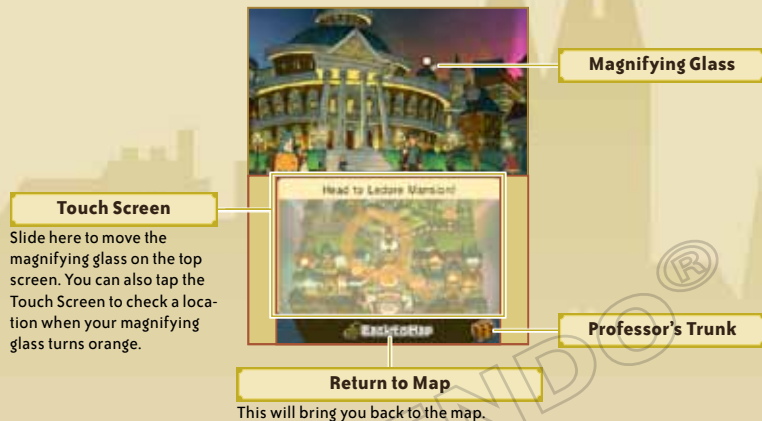 Magnifying Glass
Head to Ledore Mansion!
Touch Screen
Slide here to move the
magnifying glass on the top
screen. You can also tap the
Touch Screen to check a loca-
tion when your magnifying
glass turns orange.
Back to Map
Professor's Trunk
Return to Map
This will bring you back to the map.
NDO®